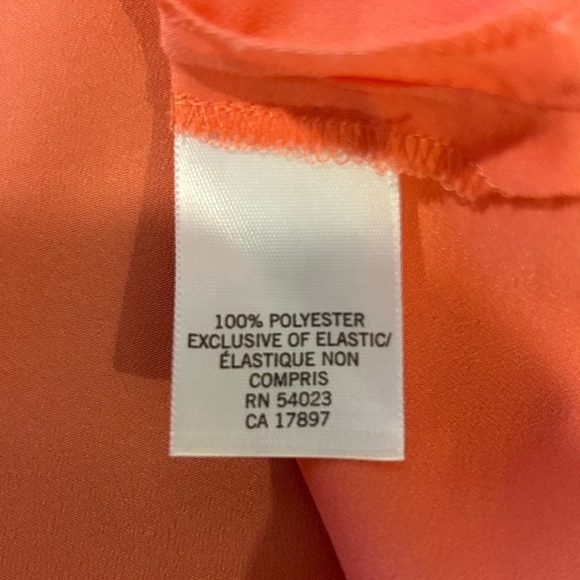 100% POLYESTER
EXCLUSIVE OF ELASTIC/
ÉLASTIQUE NON
COMPRIS
RN 54023
CA 17897